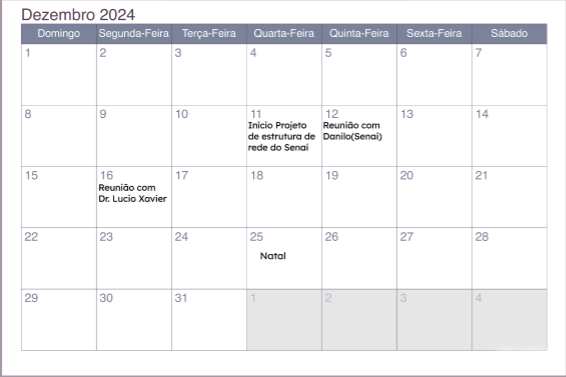 Dezembro 2024
Domingo Segunda-Feira Terça-Feira Quarta-Feira Quinta-Feira Sexta-Feira Sábado
1 2 3 4 5 6 7
8 9 10 11 12 13 14
Início Projeto
de estrutura de
rede do Senai
Reunião com
Danilo(Senai)
15 16 17 18 19 20 21
Reunião com
Dr. Lucio Xavier
22 23 24 25 26 27 28
Natal
29 30 31 1 2 3 4